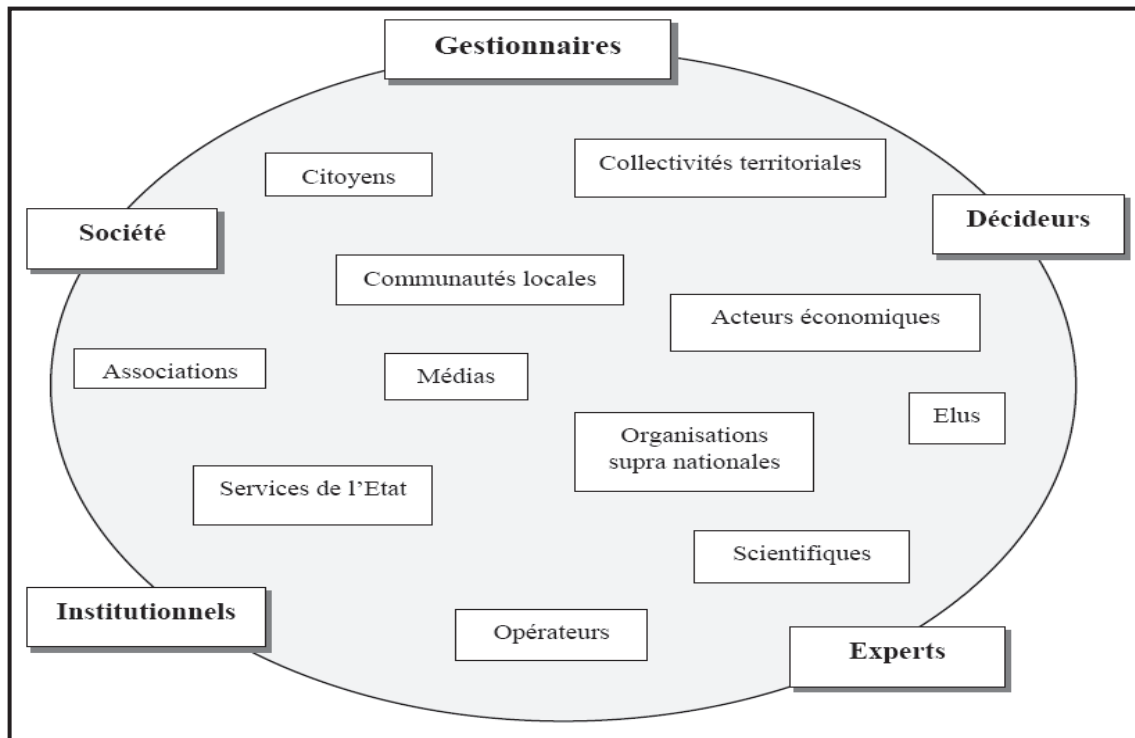 Gestionnaires
Citoyens
Collectivités territoriales
Société
Décideurs
Communautés locales
Acteurs économiques
Associations
Médias
Elus
Organisations
supra nationales
Services de l’Etat
Scientifiques
Institutionnels
Opérateurs
Experts